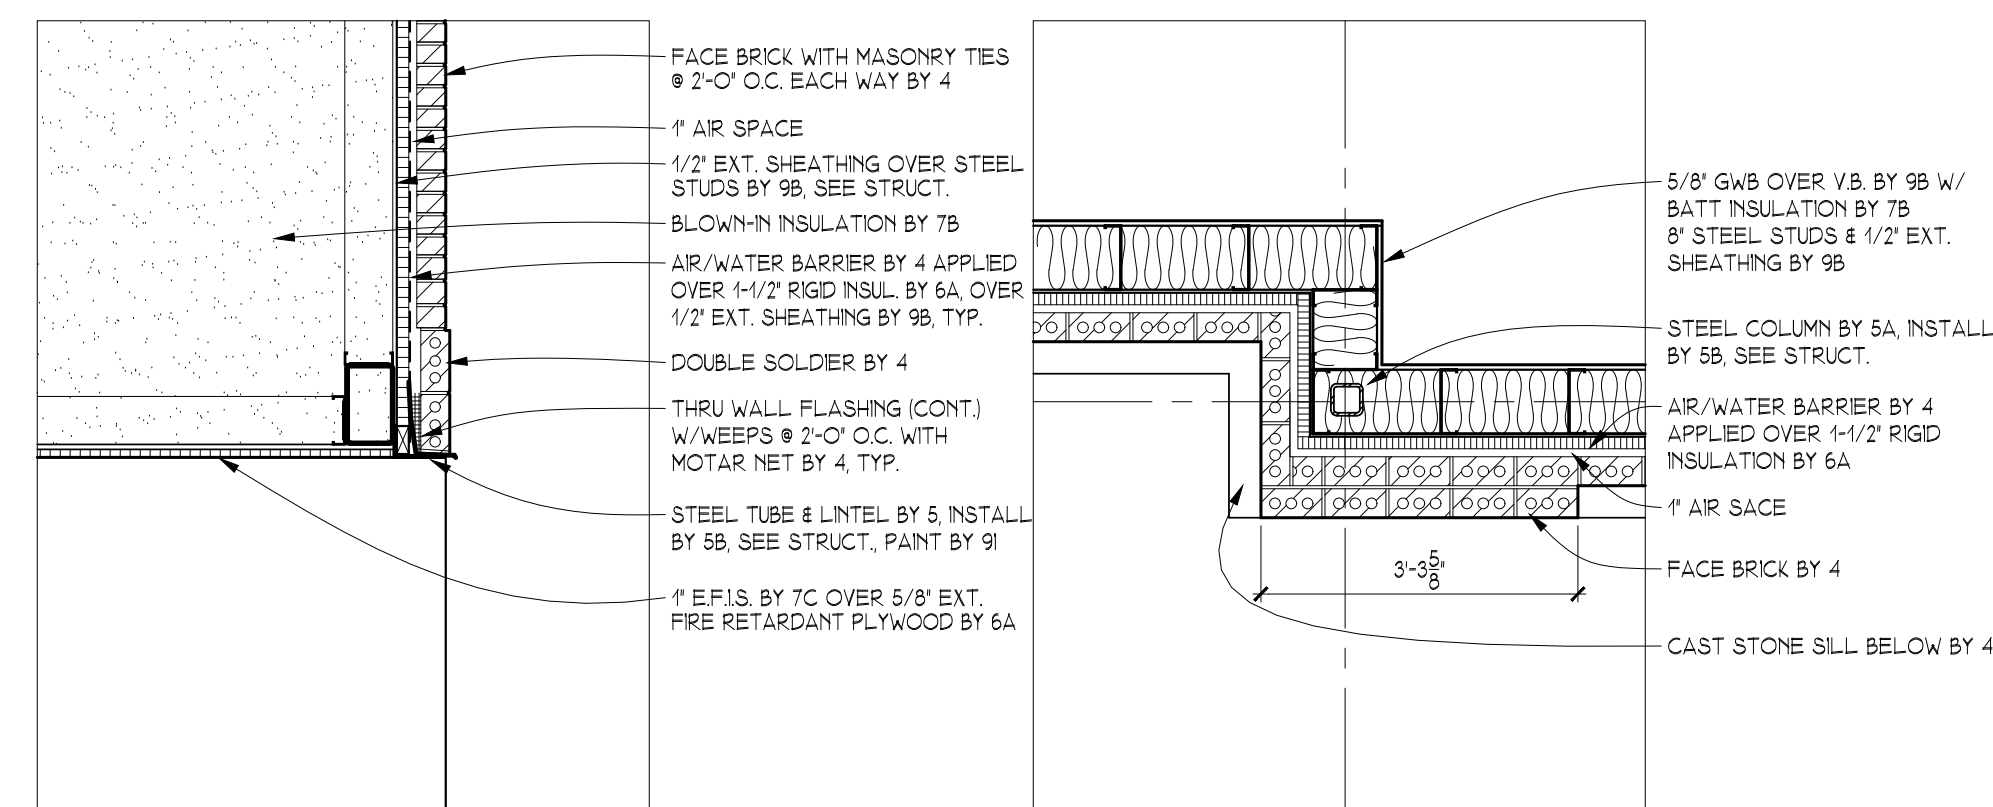 FACE BRICK WITH MASONRY TIES
@ 2'-0" O.C. EACH WAY BY 4
1" AIR SPACE
1/2" EXT. SHEATHING OVER STEEL
STUDS BY 9B, SEE STRUCT.
BLOWN-IN INSULATION BY 7B
AIR/WATER BARRIER BY 4 APPLIED
OVER 1-1/2" RIGID INSUL. BY 6A, OVER
1/2" EXT. SHEATHING BY 9B, TYP.
DOUBLE SOLDIER BY 4
THRU WALL FLASHING (CONT.)
W/WEEPS @ 2'-0" O.C. WITH
MOTAR NET BY 4, TYP.
STEEL TUBE & LINTEL BY 5, INSTALL
BY 5B, SEE STRUCT., PAINT BY 9I
1" E.F.I.S. BY 7C OVER 5/8" EXT.
FIRE RETARDANT PLYWOOD BY 6A
5/8" GWB OVER V.B. BY 9B W/
BATT INSULATION BY 7B
8" STEEL STUDS & 1/2" EXT.
SHEATHING BY 9B
STEEL COLUMN BY 5A, INSTALL
BY 5B, SEE STRUCT.
AIR/WATER BARRIER BY 4
APPLIED OVER 1-1/2" RIGID
INSULATION BY 6A
1" AIR SACE
FACE BRICK BY 4
3'-3 5/8"
CAST STONE SILL BELOW BY 4